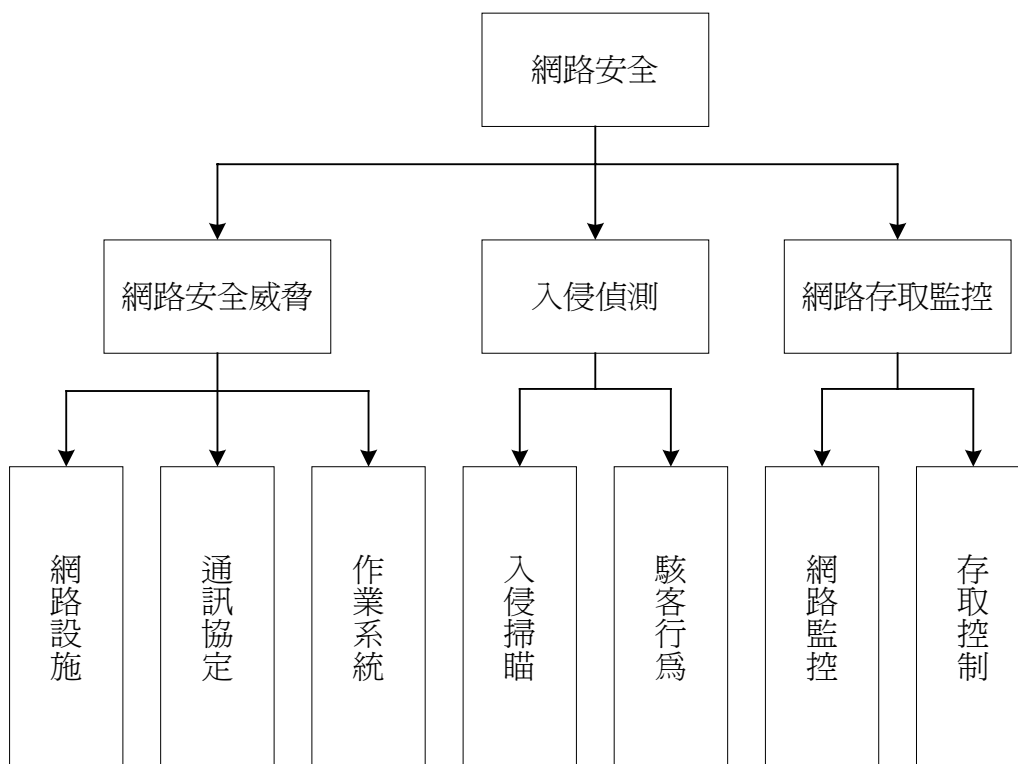 網路安全
網路安全威脅
入侵偵測
網路存取監控
網路設施
通訊協定
作業系統
入侵掃瞄
駭客行為
網路監控
存取控制